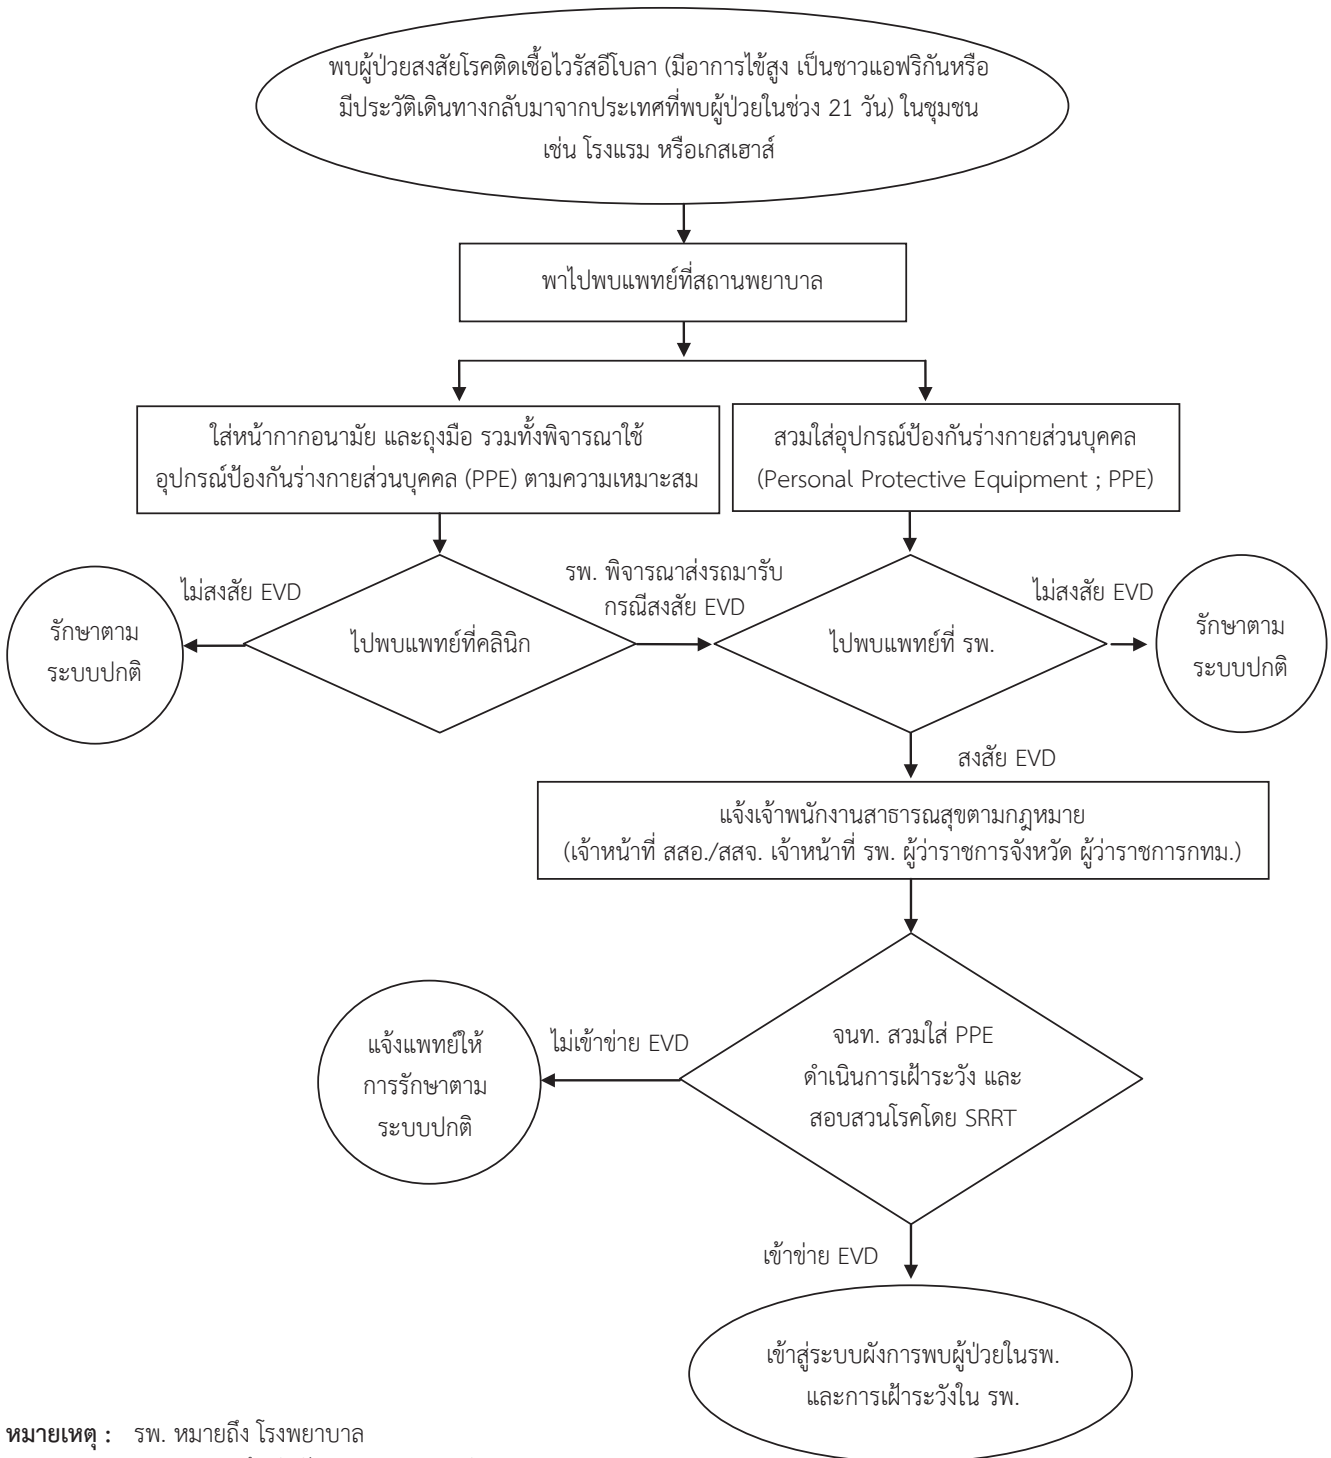 พบผู้ป่วยสงสัยโรคติดเชื้อไวรัสอีโบลา (มีอาการไข้สูง เป็นชาวแอฟริกันหรือ
มีประวัติเดินทางกลับมาจากประเทศที่พบผู้ป่วยในช่วง 21 วัน) ในชุมชน
เช่น โรงแรม หรือเกสเฮาส์
พาไปพบแพทย์ที่สถานพยาบาล
ใส่หน้ากากอนามัย และถุงมือ รวมทั้งพิจารณาใช้
อุปกรณ์ป้องกันร่างกายส่วนบุคคล (PPE) ตามความเหมาะสม
สวมใส่อุปกรณ์ป้องกันร่างกายส่วนบุคคล
(Personal Protective Equipment ; PPE)
ไม่สงสัย EVD
รักษาตาม
ระบบปกติ
ไปพบแพทย์ที่คลินิก
รพ. พิจารณาส่งรถมารับ
กรณีสงสัย EVD
ไปพบแพทย์ที่ รพ.
ไม่สงสัย EVD
รักษาตาม
ระบบปกติ
สงสัย EVD
แจ้งเจ้าพนักงานสาธารณสุขตามกฎหมาย
(เจ้าหน้าที่ สสอ./สสจ. เจ้าหน้าที่ รพ. ผู้ว่าราชการจังหวัด ผู้ว่าราชการกทม.)
จนท. สวมใส่ PPE
ดำเนินการเฝ้าระวัง และ
สอบสวนโรคโดย SRRT
ไม่เข้าข่าย EVD
แจ้งแพทย์ให้
การรักษาตาม
ระบบปกติ
เข้าข่าย EVD
เข้าสู่ระบบผังการพบผู้ป่วยในรพ.
และการเฝ้าระวังใน รพ.
หมายเหตุ : รพ. หมายถึง โรงพยาบาล